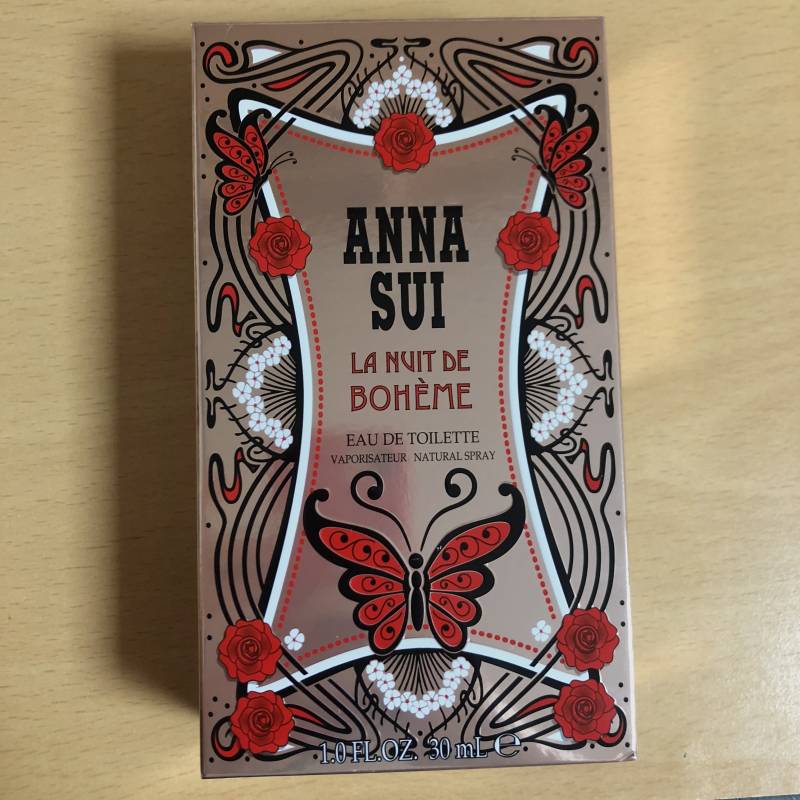 ANNA
SUI
LA NUIT DE
BOHÈME
EAU DE TOILETTE
VAPORISATEUR NATURAL SPRAY
1.0 FL.OZ. 30 mL ℮